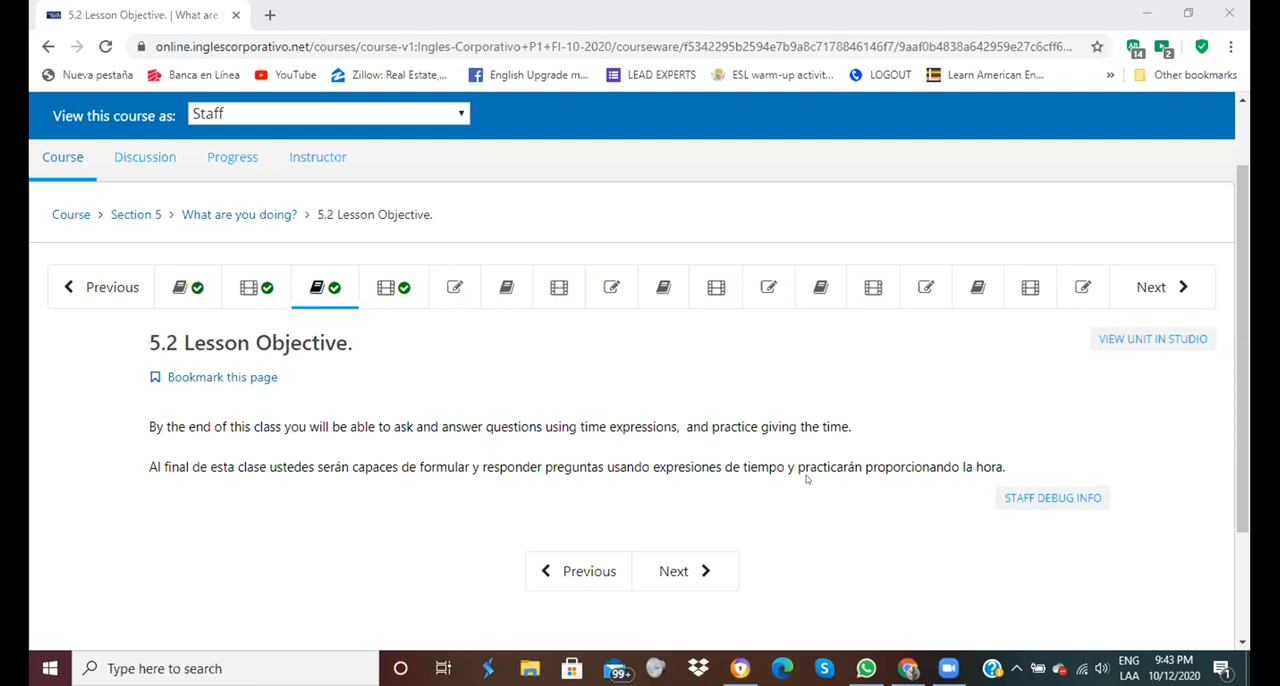 5.2 Lesson Objective. | What are
online.inglescorporativo.net/courses/course-v1:Ingles-Corporativo+P1+FI-10-2020/courseware/f5342295b2594e7b9a8c7178846146f7/9aaf0b4838a642959e27c6cff6...
14
2
Nueva pestaña Banca en Línea YouTube Zillow: Real Estate,... English Upgrade m... LEAD EXPERTS ESL warm-up activit... LOGOUT Learn American En... » Other bookmarks
View this course as: Staff
Course Discussion Progress Instructor
Course > Section 5 > What are you doing? > 5.2 Lesson Objective.
Previous Next
5.2 Lesson Objective.
VIEW UNIT IN STUDIO
Bookmark this page
By the end of this class you will be able to ask and answer questions using time expressions, and practice giving the time.
Al final de esta clase ustedes serán capaces de formular y responder preguntas usando expresiones de tiempo y practicarán proporcionando la hora.
STAFF DEBUG INFO
Previous Next
Type here to search
99+
ENG
LAA
9:43 PM
10/12/2020
1